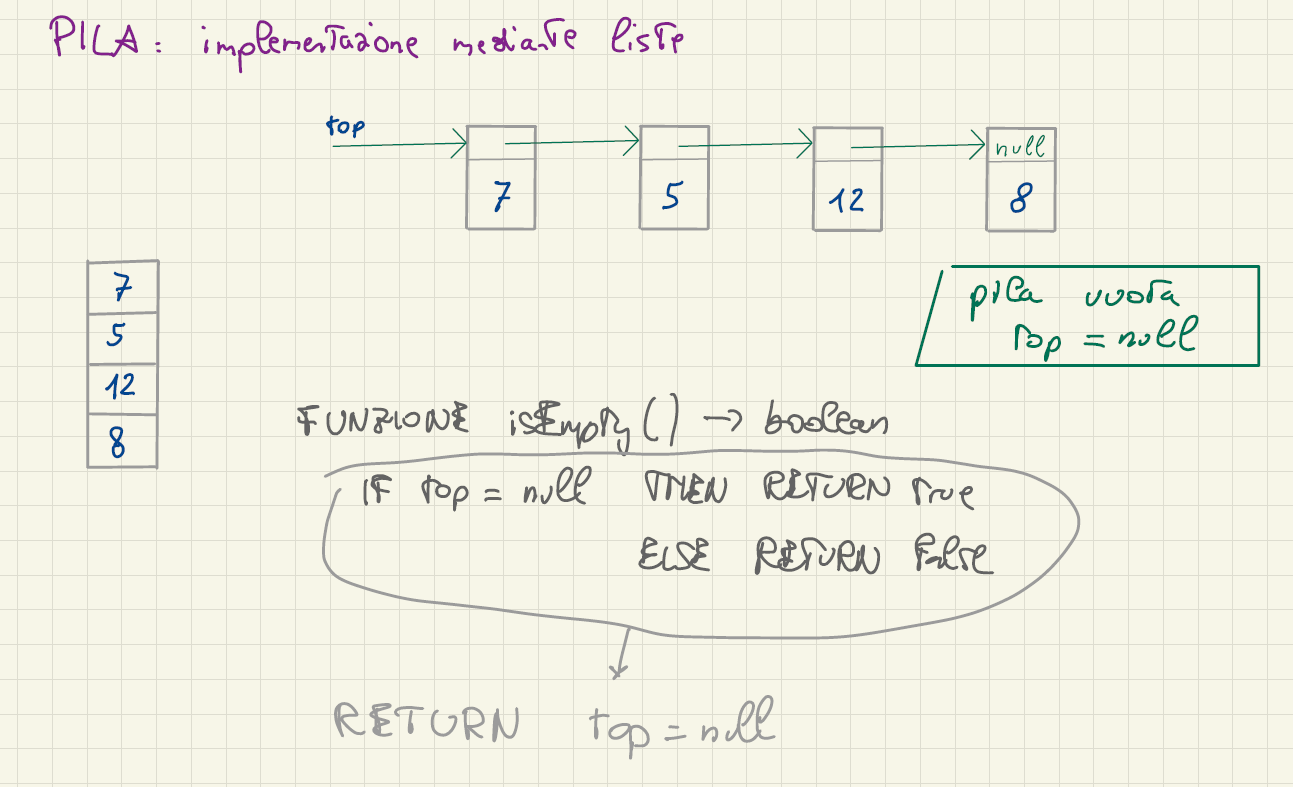 PILA: implementazione mediante liste
top
null
7 5 12 8
7
5
12
8
pila vuota
top = null
FUNZIONE isEmpty() → boolean
IF top = null THEN RETURN true
ELSE RETURN false
RETURN top = null